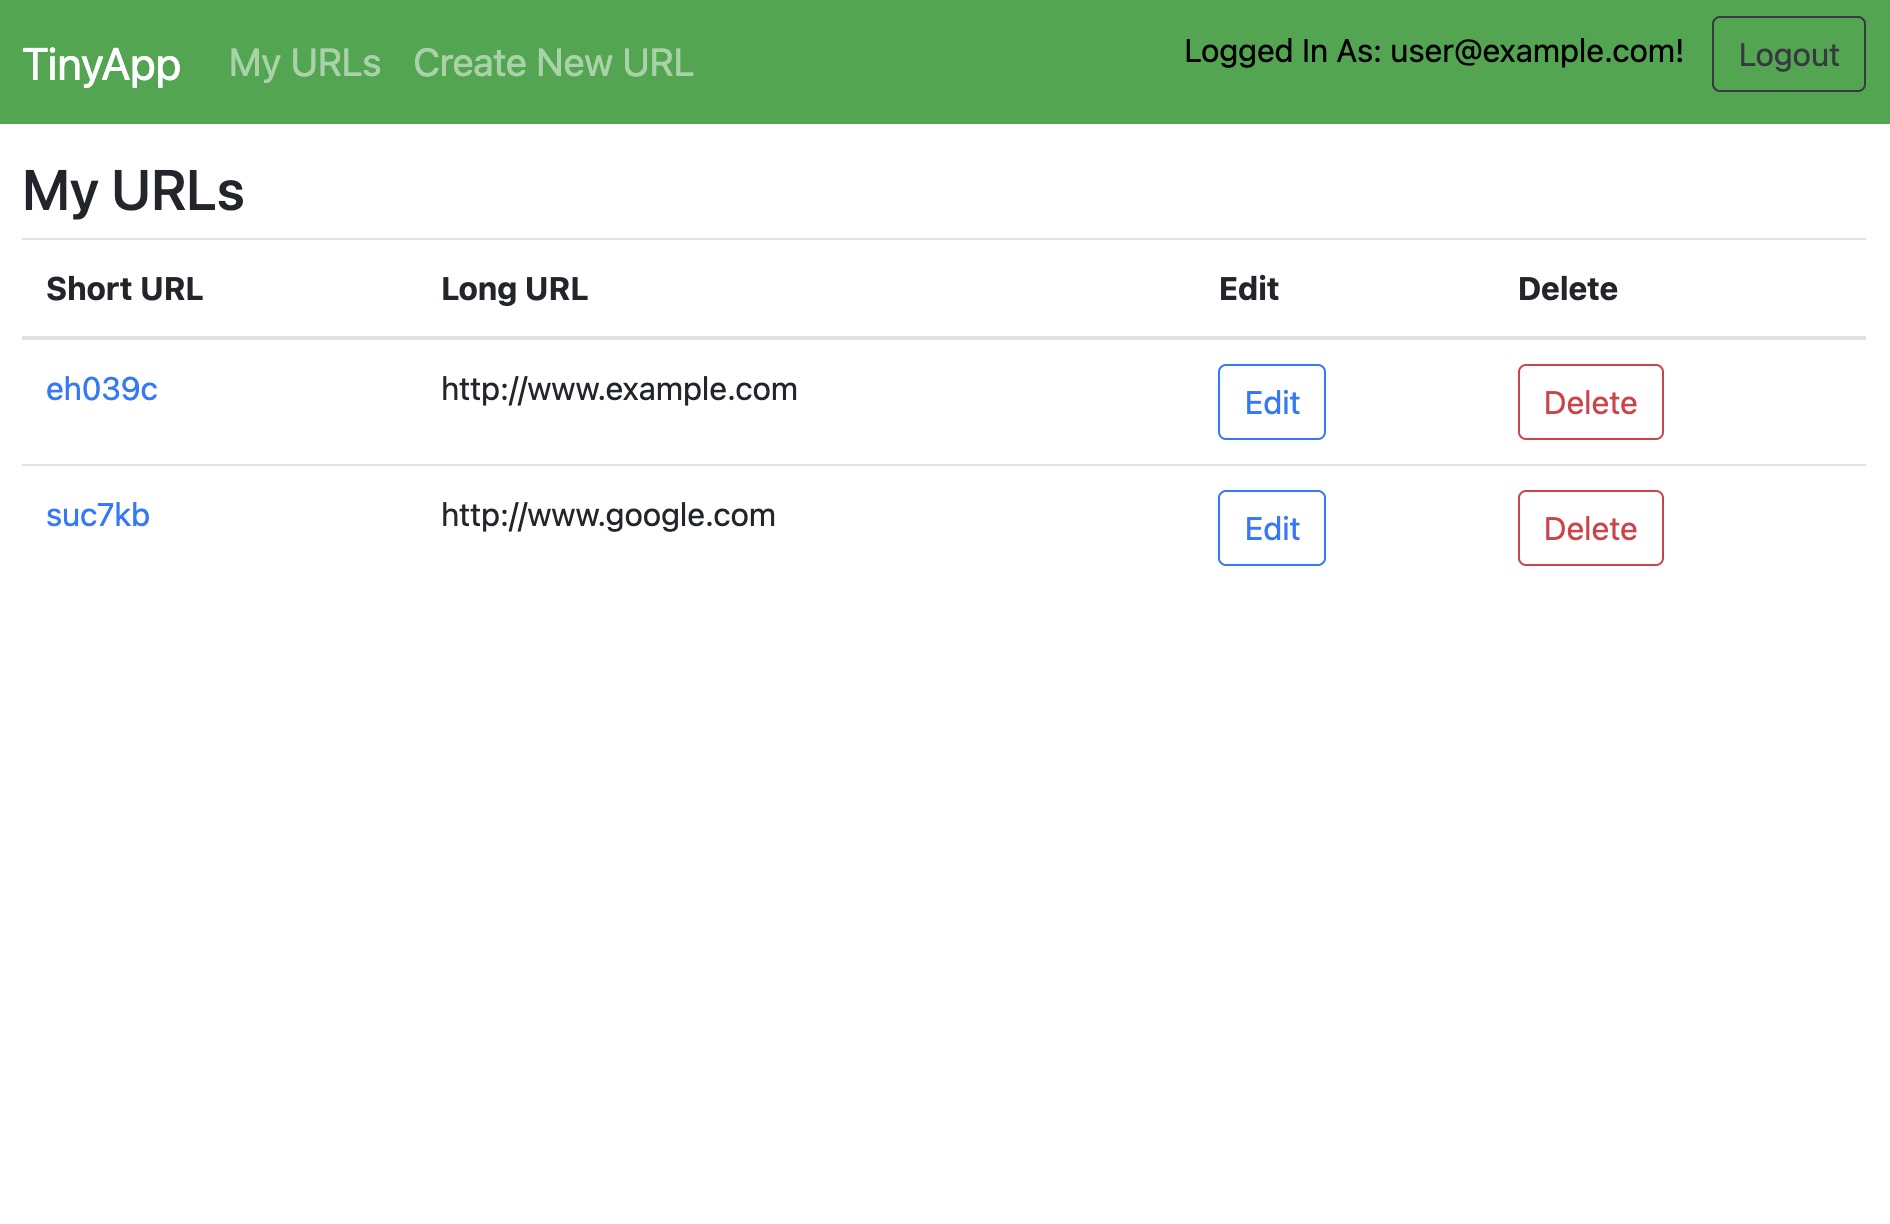 TinyApp My URLs Create New URL Logged In As: user@example.com! Logout
My URLs
Short URL Long URL Edit Delete
eh039c http://www.example.com Edit Delete
suc7kb http://www.google.com Edit Delete